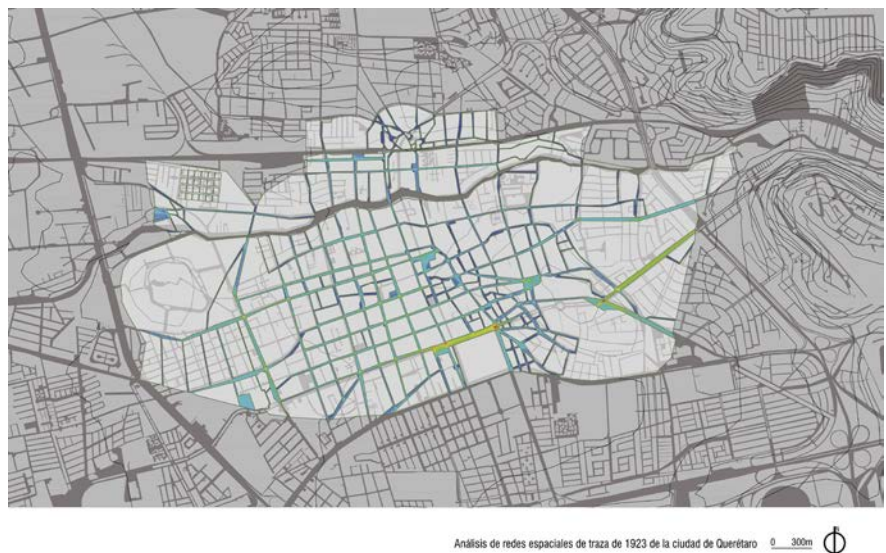 Análisis de redes espaciales de traza de 1923 de la ciudad de Querétaro 0 300m